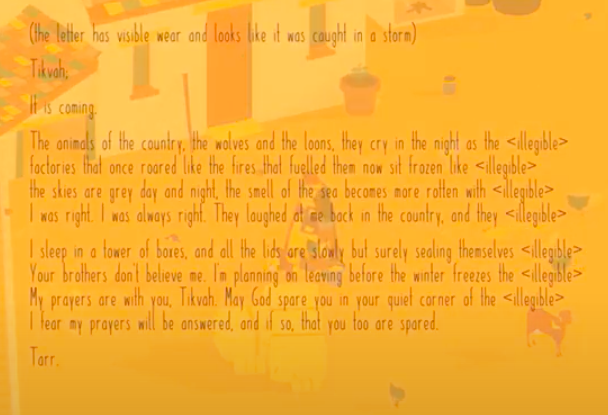 (the letter has visible wear and looks like it was caught in a storm)
Tikvah,
It is coming.
The animals of the country, the wolves and the loons, they cry in the night as the <illegible>
factories that once roared like the fires that fuelled them now sit frozen like <illegible>
the skies are grey day and night, the smell of the sea becomes more rotten with <illegible>
I was right. I was always right. They laughed at me back in the country, and they <illegible>
I sleep in a tower of boxes, and all the lids are slowly but surely sealing themselves <illegible>
Your brothers don't believe me. I'm planning on leaving before the winter freezes the <illegible>
My prayers are with you, Tikvah. May God spare you in your quiet corner of the <illegible>
I fear my prayers will be answered, and if so, that you too are spared.
Tarr.